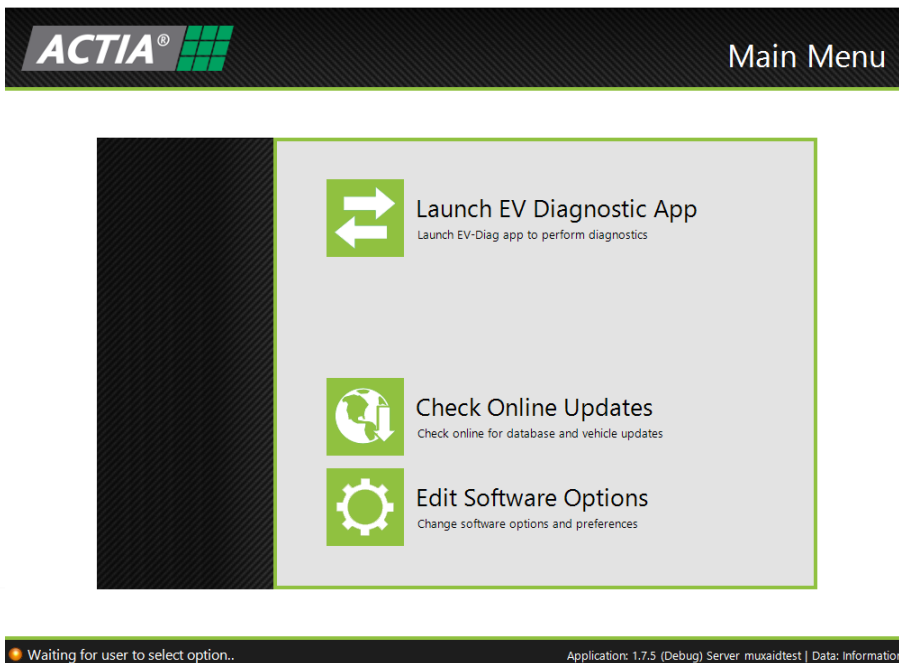 ACTIA®
Main Menu
Launch EV Diagnostic App
Launch EV-Diag app to perform diagnostics
Check Online Updates
Check online for database and vehicle updates
Edit Software Options
Change software options and preferences
Waiting for user to select option..
Application: 1.7.5 (Debug) Server muxaidtest | Data: Information